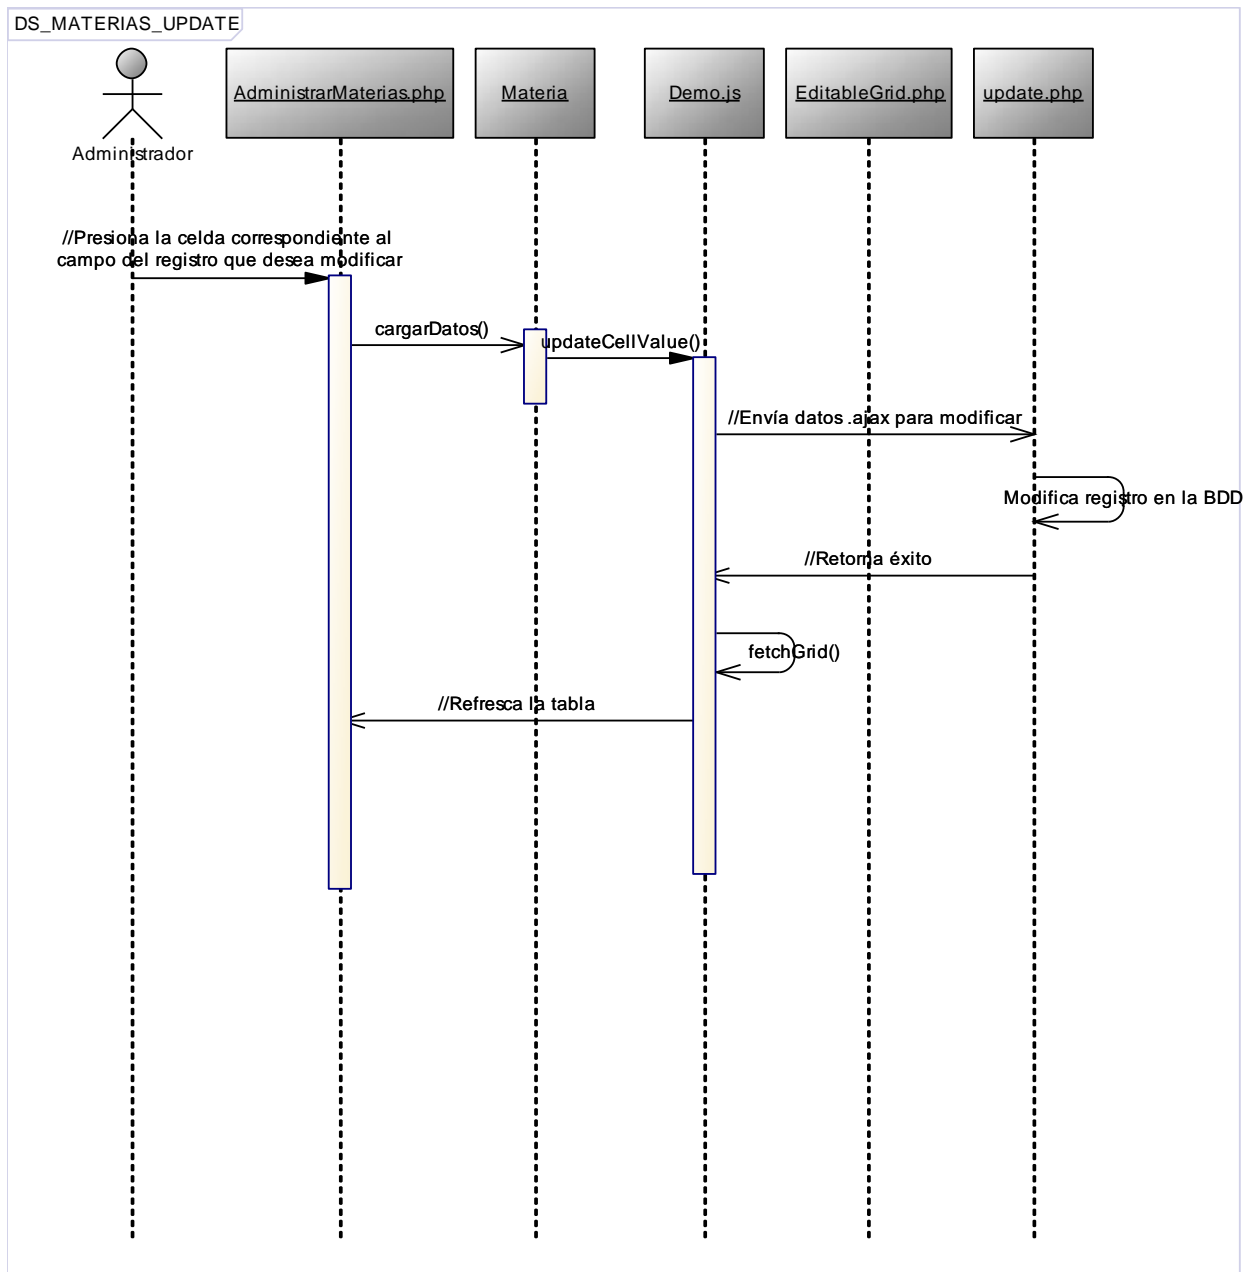 DS_MATERIAS_UPDATE
AdministrarMaterias.php
Materia
Demo.js
EditableGrid.php
update.php
Administrador
//Presiona la celda correspondiente al
campo del registro que desea modificar
cargarDatos()
updateCellValue()
//Envía datos .ajax para modificar
Modifica registro en la BDD
//Retorna éxito
fetchGrid()
//Refresca la tabla